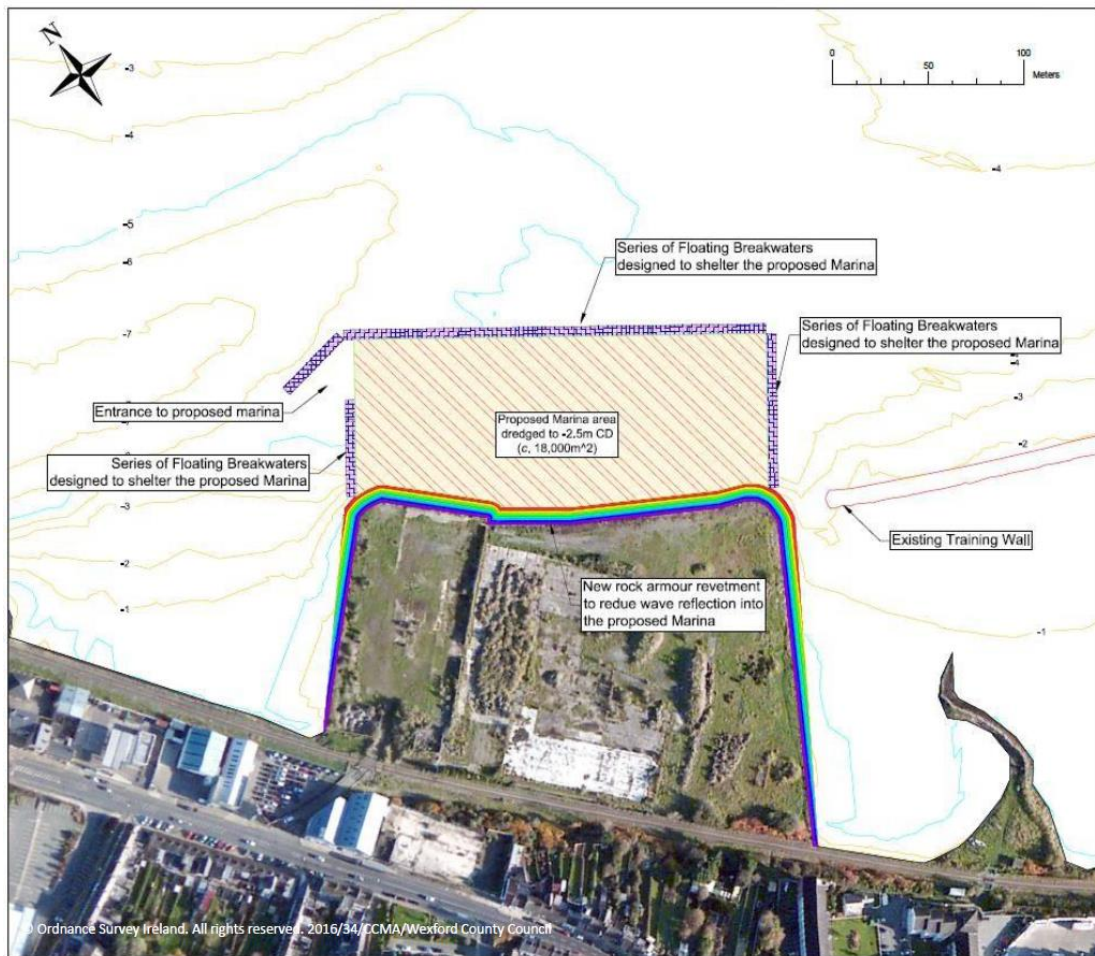 N
0
50
100
Meters
-3
-4
-4
-5
-6
-7
Series of Floating Breakwaters
designed to shelter the proposed Marina
Series of Floating Breakwaters
designed to shelter the proposed Marina
Entrance to proposed marina
Proposed Marina area
dredged to -2.5m CD
(c. 18,000m^2)
Series of Floating Breakwaters
designed to shelter the proposed Marina
-4
-3
-2
-3
-2
-1
Existing Training Wall
New rock armour revetment
to redue wave reflection into
the proposed Marina
-1
© Ordnance Survey Ireland. All rights reserved. 2016/34/CCMA/Wexford County Council